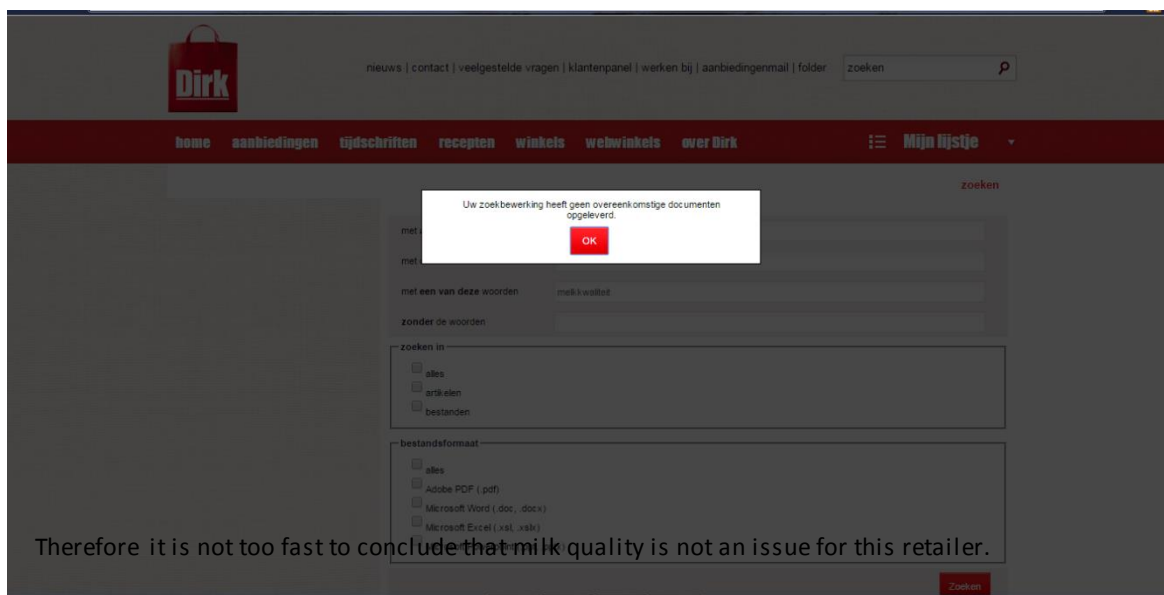 Dirk
nieuws | contact | veelgestelde vragen | klantenpanel | werken bij | aanbiedingenmail | folder
zoeken
home aanbiedingen tijdschriften recepten winkels webwinkels over Dirk Mijn lijstje
zoeken
Uw zoekbewerking heeft geen overeenkomstige documenten
opgeleverd.
OK
met
met
met een van deze woorden melkkwaliteit
zonder de woorden
zoeken in
alles
artikelen
bestanden
bestandsformaat
alles
Adobe PDF (.pdf)
Microsoft Word (.doc, .docx)
Microsoft Excel (.xsl, .xslx)
Therefore it is not too fast to conclude that milk quality is not an issue for this retailer.
Zoeken